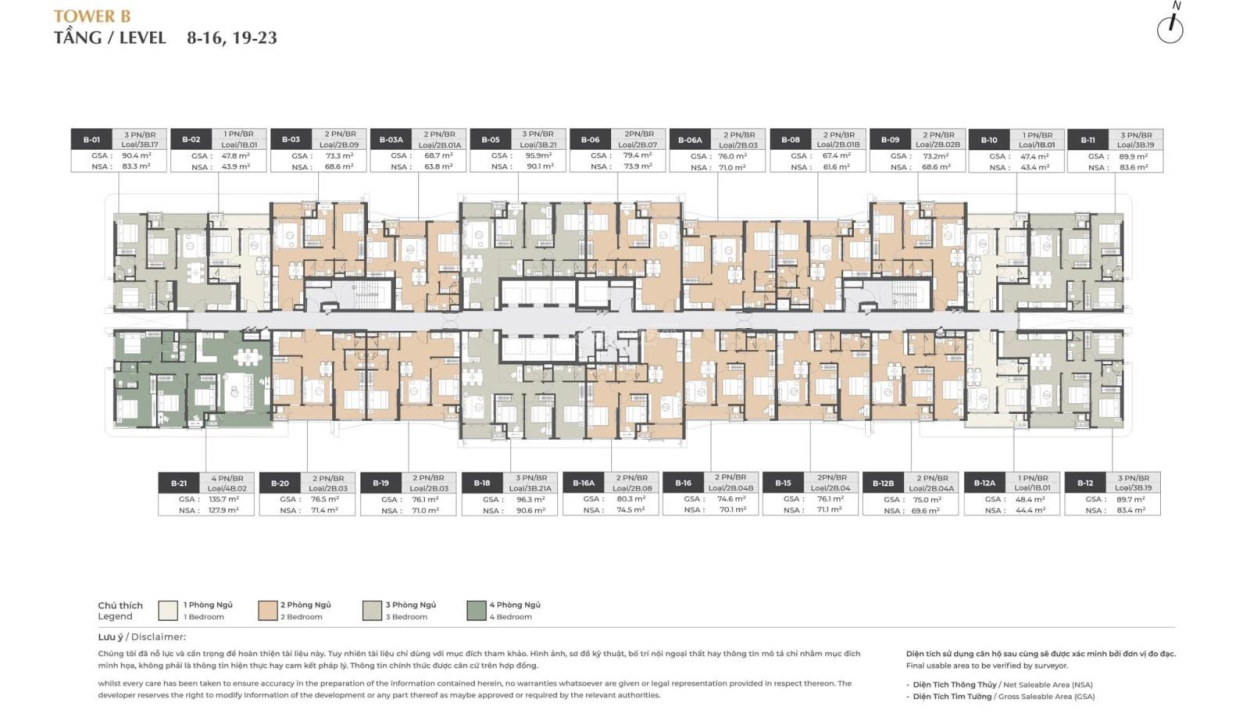 TOWER B
TẦNG / LEVEL 8-16, 19-23
N
B-01 3 PN/BR Loại/3B.17
GSA : 90.4 m²
NSA : 83.3 m²
B-02 1 PN/BR Loại/1B.01
GSA : 47.8 m²
NSA : 43.9 m²
B-03 2 PN/BR Loại/2B.09
GSA : 73.3 m²
NSA : 68.6 m²
B-03A 2 PN/BR Loại/2B.01A
GSA : 68.7 m²
NSA : 63.8 m²
B-05 3 PN/BR Loại/3B.21
GSA : 95.9m²
NSA : 90.1 m²
B-06 2PN/BR Loại/2B.07
GSA : 79.4 m²
NSA : 73.9 m²
B-06A 2 PN/BR Loại/2B.03
GSA : 76.0 m²
NSA : 71.0 m²
B-08 2 PN/BR Loại/2B.01B
GSA : 67.4 m²
NSA : 61.6 m²
B-09 2 PN/BR Loại/2B.02B
GSA : 73.2m²
NSA : 68.6 m²
B-10 1 PN/BR Loại/1B.01
GSA : 47.4 m²
NSA : 43.4 m²
B-11 3 PN/BR Loại/3B.19
GSA : 89.9 m²
NSA : 83.6 m²
B-21 4 PN/BR Loại/4B.02
GSA : 135.7 m²
NSA : 127.9 m²
B-20 2 PN/BR Loại/2B.03
GSA : 76.5 m²
NSA : 71.4 m²
B-19 2 PN/BR Loại/2B.03
GSA : 76.1 m²
NSA : 71.0 m²
B-18 3 PN/BR Loại/3B.21A
GSA : 96.3 m²
NSA : 90.6 m²
B-16A 2 PN/BR Loại/2B.08
GSA : 80.3 m²
NSA : 74.5 m²
B-16 2 PN/BR Loại/2B.04B
GSA : 74.6 m²
NSA : 70.1 m²
B-15 2PN/BR Loại/2B.04
GSA : 76.1 m²
NSA : 71.1 m²
B-12B 2 PN/BR Loại/2B.04A
GSA : 75.0 m²
NSA : 69.6 m²
B-12A 1 PN/BR Loại/1B.01
GSA : 48.4 m²
NSA : 44.4 m²
B-12 3 PN/BR Loại/3B.19
GSA : 89.7 m²
NSA : 83.4 m²
Chú thích
Legend
1 Phòng Ngủ
1 Bedroom
2 Phòng Ngủ
2 Bedroom
3 Phòng Ngủ
3 Bedroom
4 Phòng Ngủ
4 Bedroom
Lưu ý / Disclaimer:
Chúng tôi đã nỗ lực và cẩn trọng để hoàn thiện tài liệu này. Tuy nhiên tài liệu chỉ dùng với mục đích tham khảo. Hình ảnh, sơ đồ kỹ thuật, bố trí nội ngoại thất hay thông tin mô tả chỉ nhằm mục đích
minh họa, không phải là thông tin hiện thực hay cam kết pháp lý. Thông tin chính thức được căn cứ trên hợp đồng.
whilst every care has been taken to ensure accuracy in the preparation of the information contained herein, no warranties whatsoever are given or legal representation provided in respect thereron. The
developer reserves the right to modify information of the development or any part thereof as maybe approved or required by the relevant authorities.
Diện tích sử dụng căn hộ sau cùng sẽ được xác minh bởi đơn vị đo đạc.
Final usable area to be verified by surveyor.
- Diện Tích Thông Thủy / Net Saleable Area (NSA)
- Diện Tích Tim Tường / Gross Saleable Area (GSA)